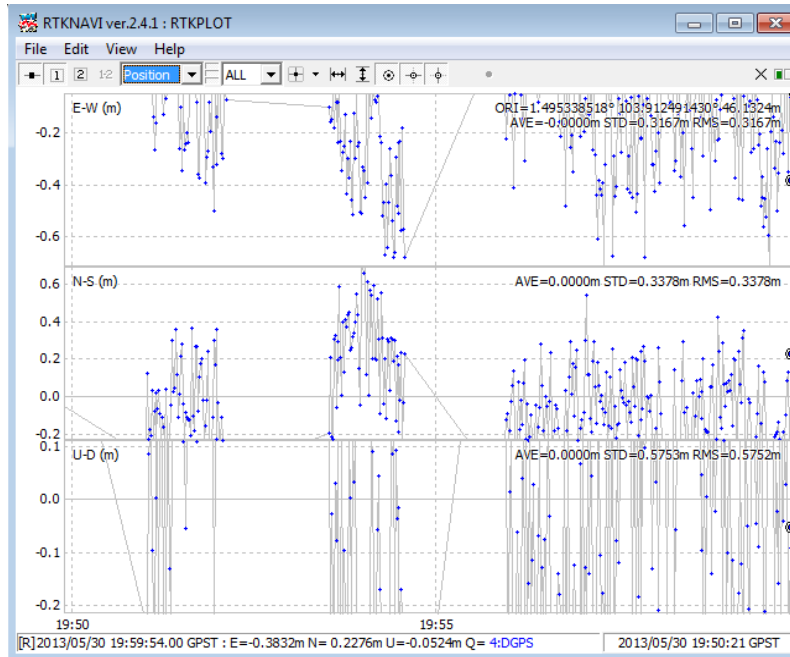 RTKNAVI ver.2.4.1 : RTKPLOT
File Edit View Help
1 2 1-2 Position ALL
E-W (m)
ORI=1.495338518° 103.912491430° 46.1324m
AVE=-0.0000m STD=0.3167m RMS=0.3167m
-0.2
-0.4
-0.6
N-S (m)
AVE=0.0000m STD=0.3378m RMS=0.3378m
0.6
0.4
0.2
0.0
-0.2
U-D (m)
AVE=0.0000m STD=0.5753m RMS=0.5752m
0.1
0.0
-0.1
-0.2
19:50 19:55
[R]2013/05/30 19:59:54.00 GPST : E=-0.3832m N= 0.2276m U=-0.0524m Q= 4:DGPS 2013/05/30 19:50:21 GPST